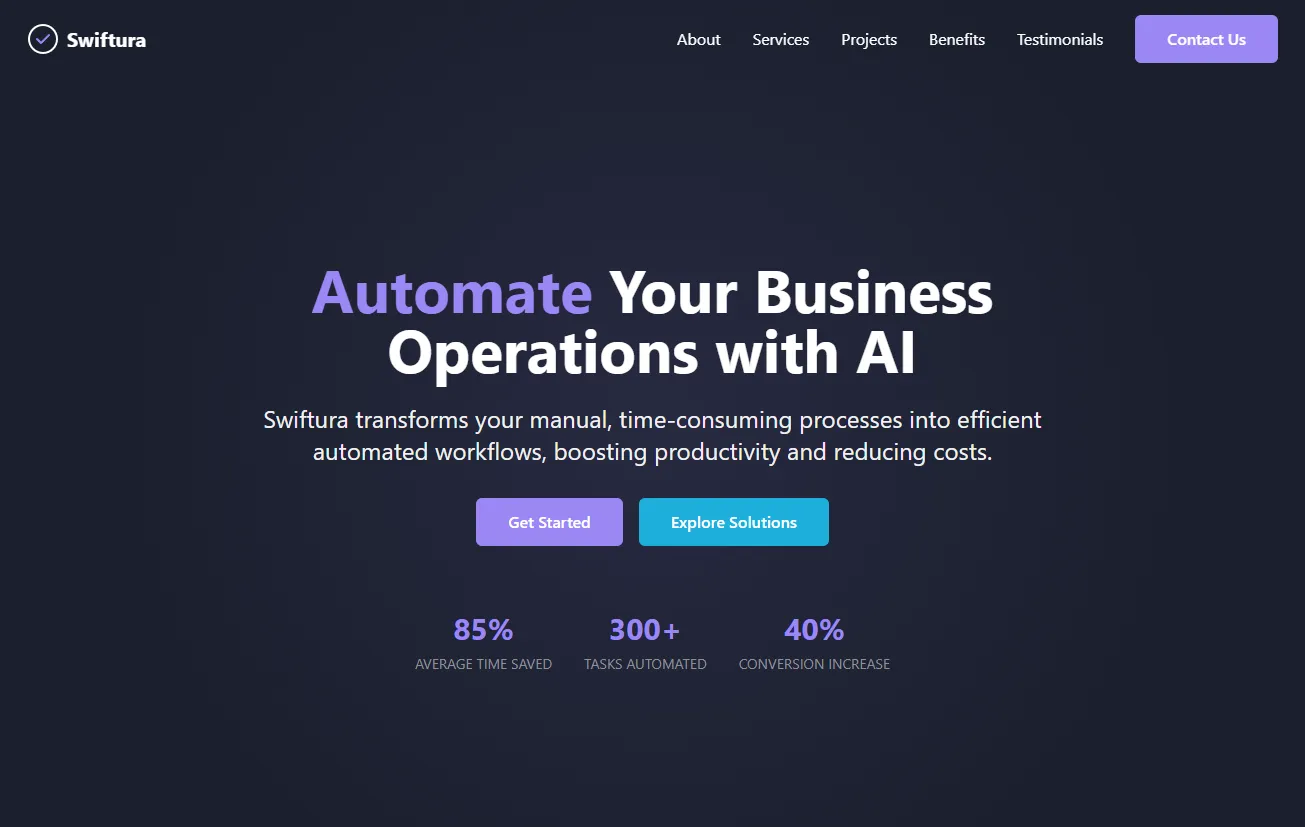 Swiftura
About Services Projects Benefits Testimonials Contact Us
Automate Your Business
Operations with AI
Swiftura transforms your manual, time-consuming processes into efficient
automated workflows, boosting productivity and reducing costs.
Get Started Explore Solutions
85% 300+ 40%
AVERAGE TIME SAVED TASKS AUTOMATED CONVERSION INCREASE